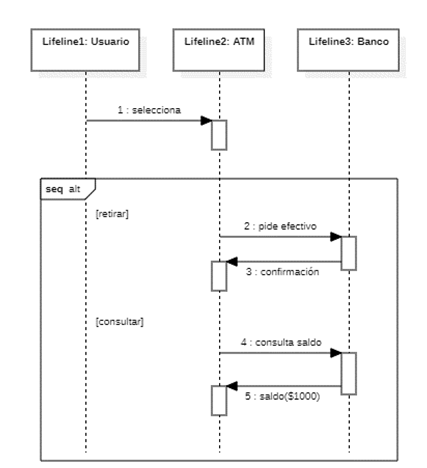 Lifeline1: Usuario
Lifeline2: ATM
Lifeline3: Banco
1 : selecciona
seq alt
[retirar]
2 : pide efectivo
3 : confirmación
[consultar]
4 : consulta saldo
5 : saldo($1000)